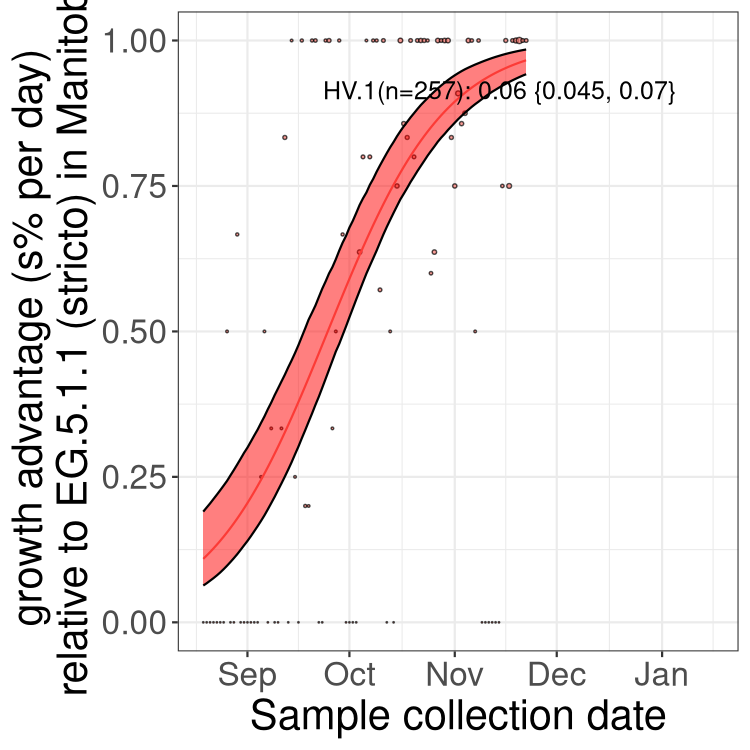 growth advantage (s% per day)
relative to EG.5.1.1 (stricto) in
1.00
0.75
0.50
0.25
0.00
HV.1(n=257): 0.06 {0.045, 0.07}
Sep Oct Nov Dec Jan
Sample collection date